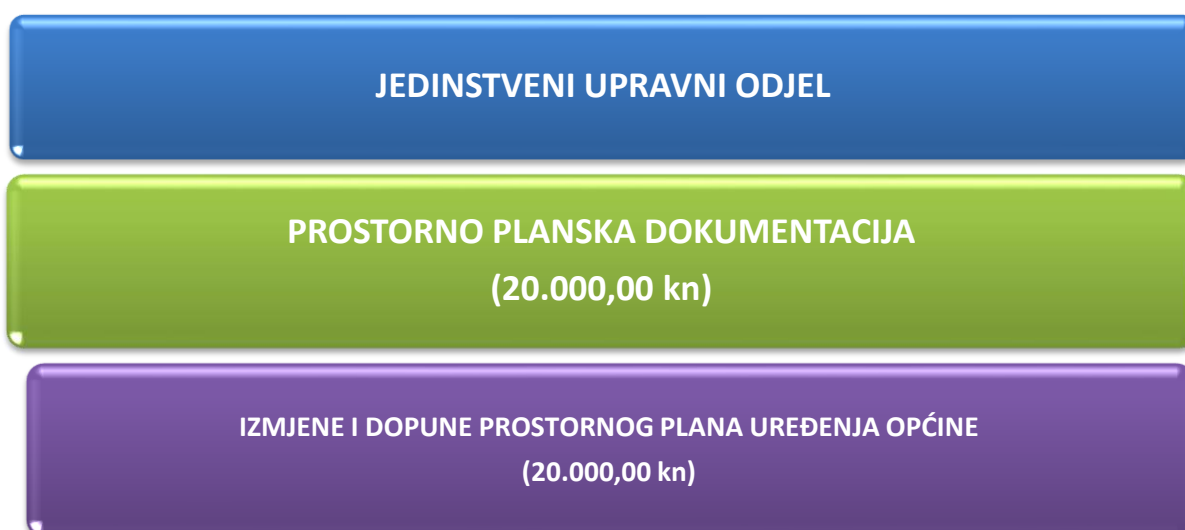 JEDINSTVENI UPRAVNI ODJEL
PROSTORNO PLANSKA DOKUMENTACIJA
(20.000,00 kn)
IZMJENE I DOPUNE PROSTORNOG PLANA UREĐENJA OPĆINE
(20.000,00 kn)